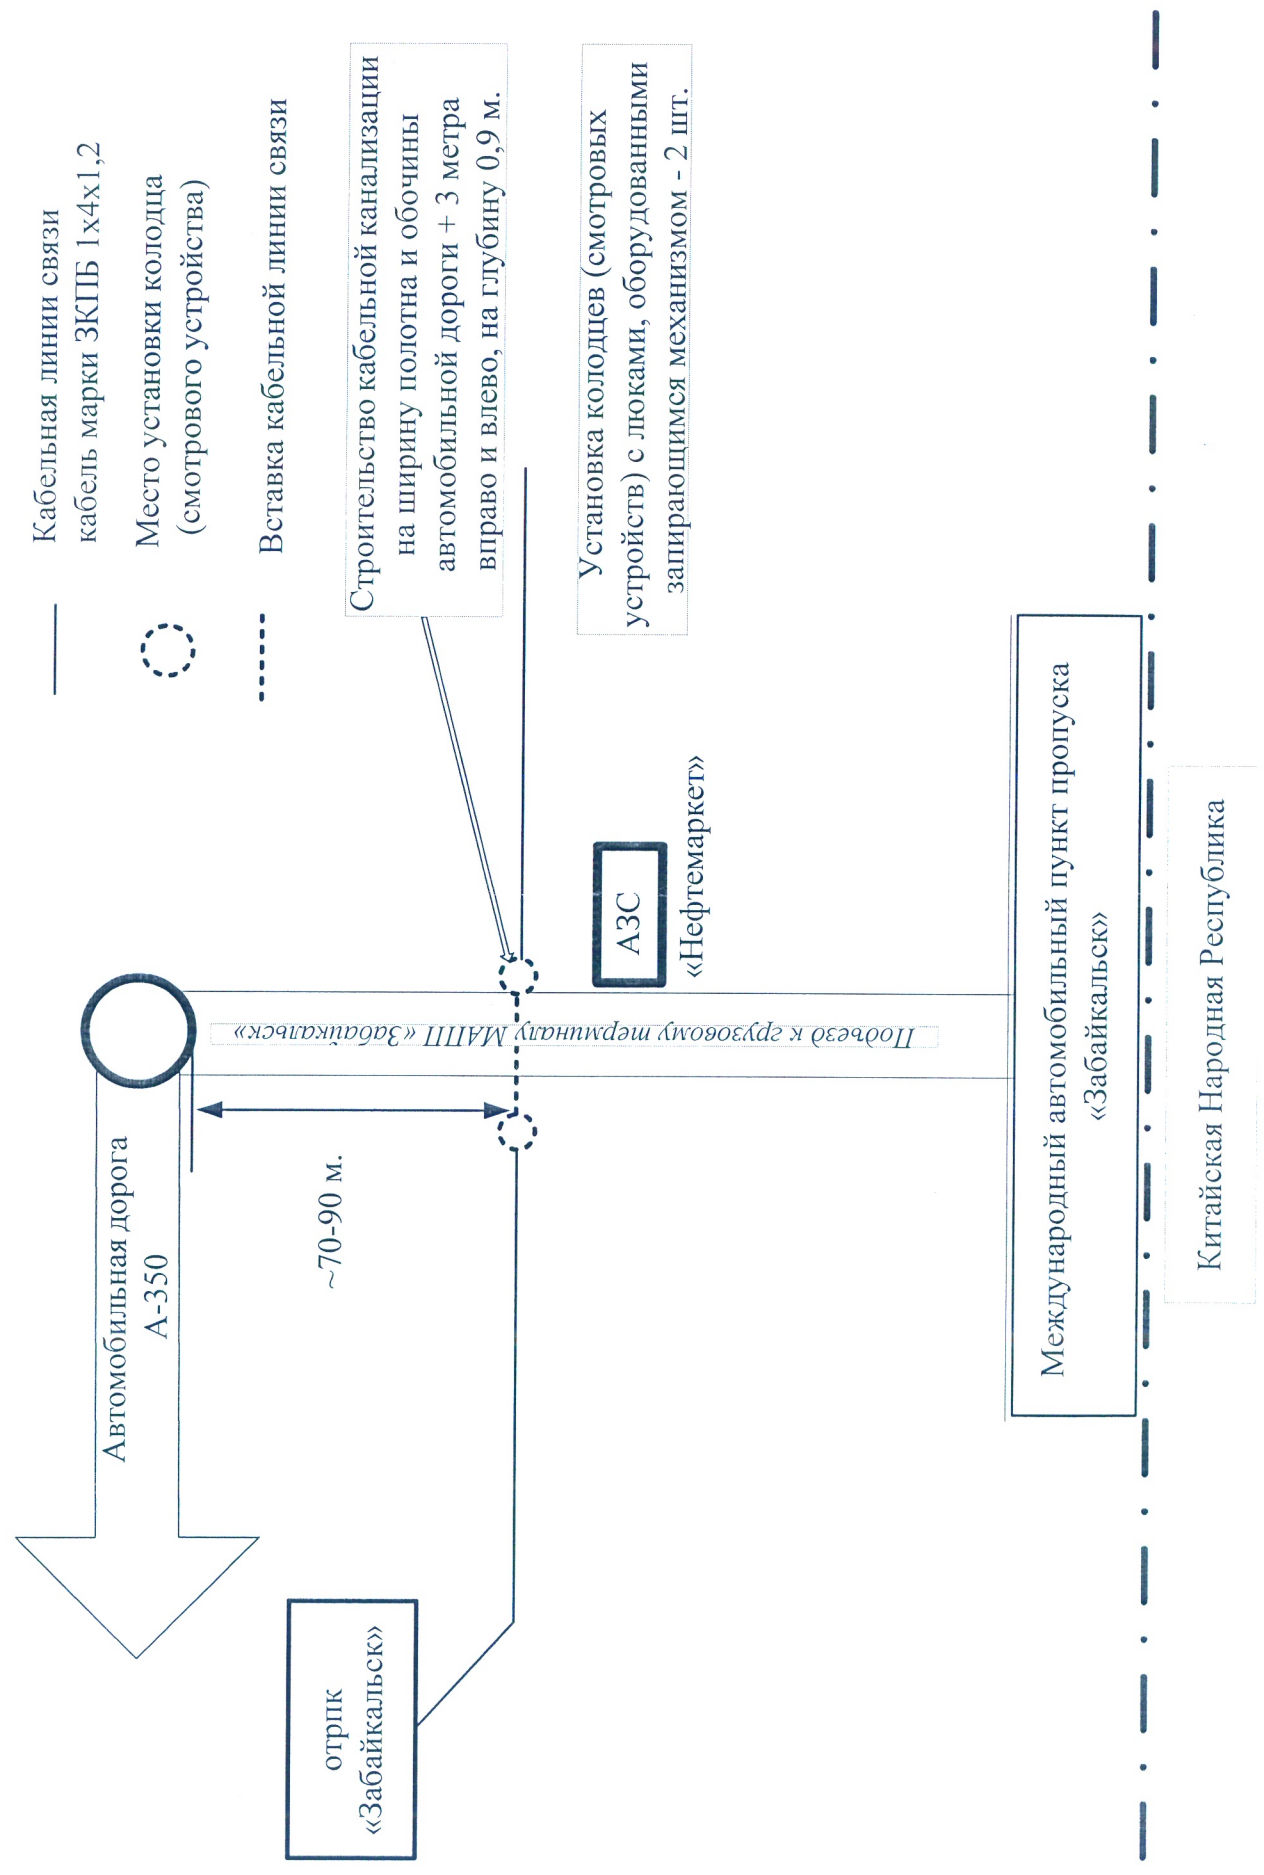 Кабельная линии связи
кабель марки ЗКПБ 1х4х1,2
Место установки колодца
(смотрового устройства)
Вставка кабельной линии связи
Строительство кабельной канализации
на ширину полотна и обочины
автомобильной дороги + 3 метра
вправо и влево, на глубину 0,9 м.
Установка колодцев (смотровых
устройств) с люками, оборудованными
запирающимся механизмом - 2 шт.
Автомобильная дорога
А-350
~70-90 м.
Подъезд к грузовому терминалу МАПП «Забайкальск»
АЗС
«Нефтемаркет»
отрпк
«Забайкальск»
Международный автомобильный пункт пропуска
«Забайкальск»
Китайская Народная Республика